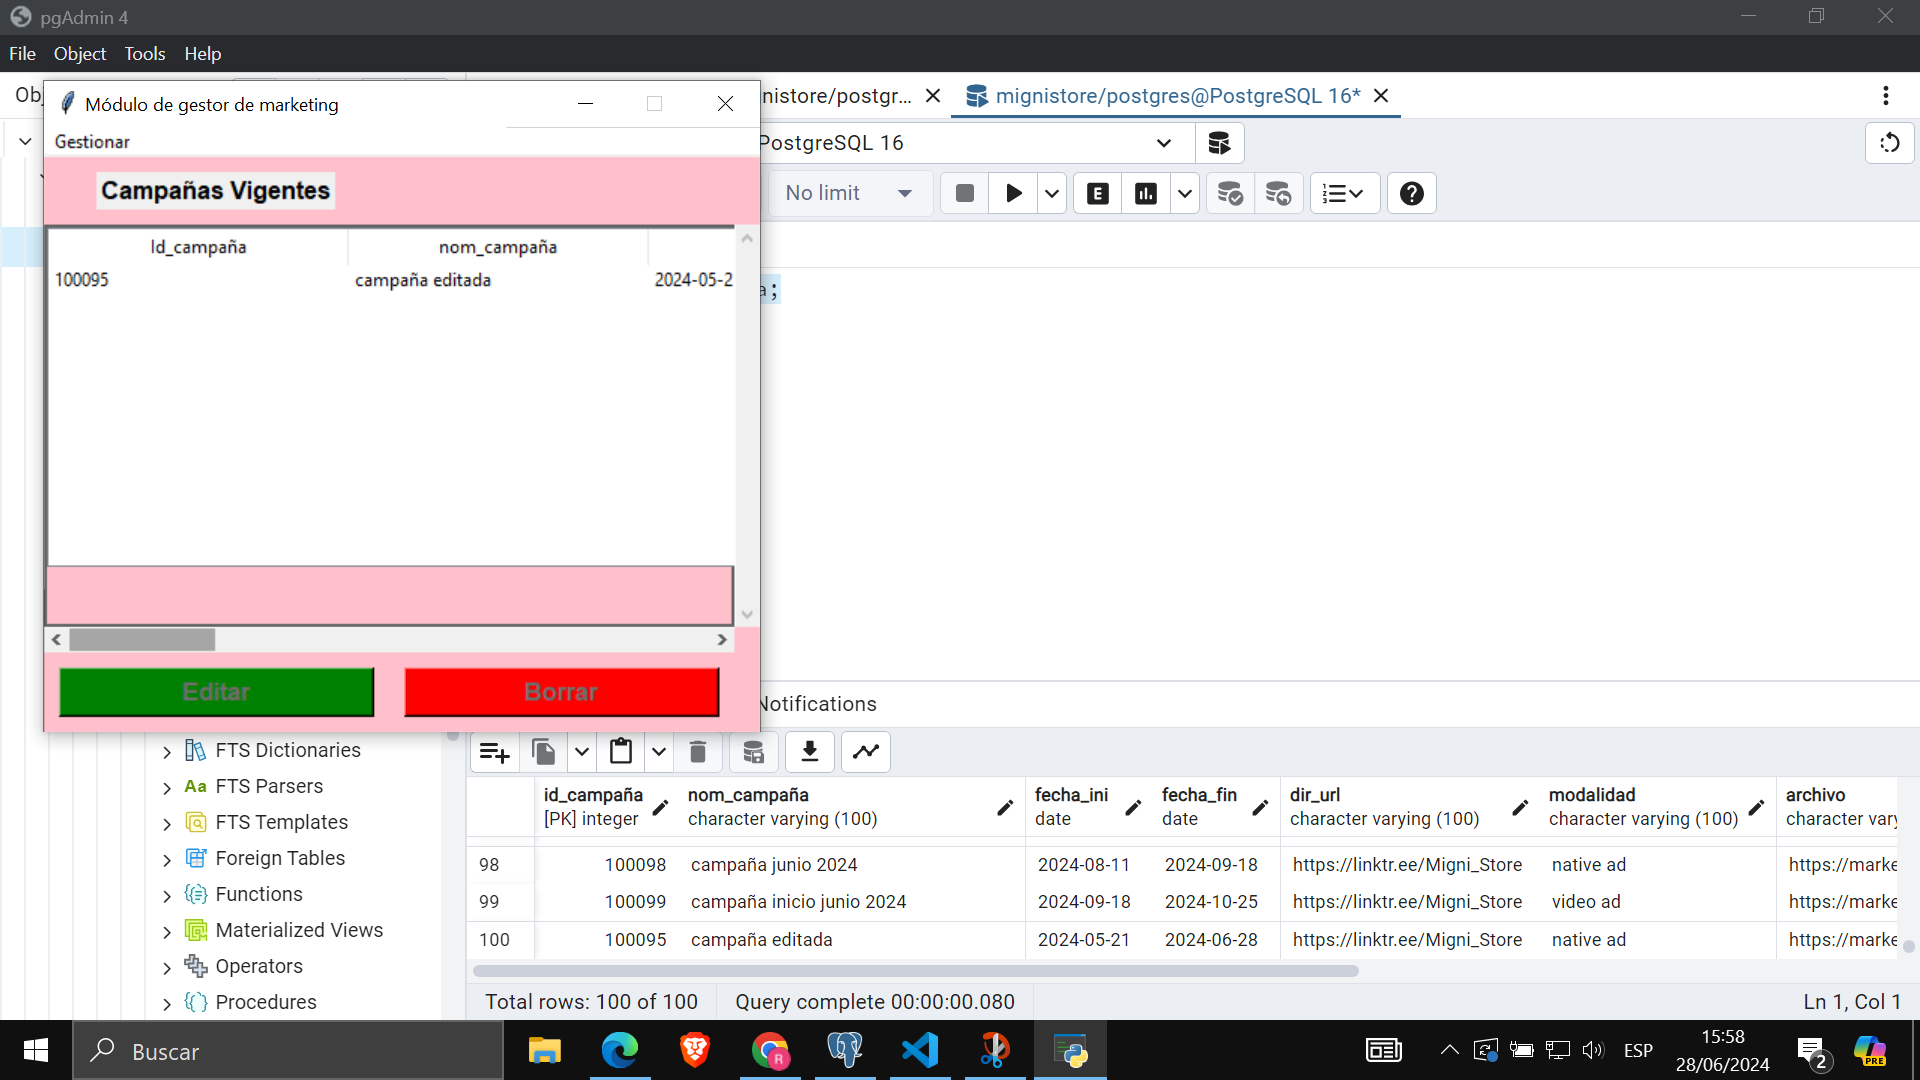 pgAdmin 4
File Object Tools Help
Módulo de gestor de marketing
nistore/postgr...
mignistore/postgres@PostgreSQL 16*
Gestionar
PostgreSQL 16
Campañas Vigentes
No limit
E
Id_campaña nom_campaña
100095 campaña editada 2024-05-2
a;
Editar Borrar
Notifications
FTS Dictionaries
Aa FTS Parsers
FTS Templates
Foreign Tables
Functions
Materialized Views
Operators
Procedures
id_campaña nom_campaña fecha_ini fecha_fin dir_url modalidad archivo
[PK] integer character varying (100) date date character varying (100) character varying (100) character vary
98 100098 campaña junio 2024 2024-08-11 2024-09-18 https://linktr.ee/Migni_Store native ad https://marke
99 100099 campaña inicio junio 2024 2024-09-18 2024-10-25 https://linktr.ee/Migni_Store video ad https://marke
100 100095 campaña editada 2024-05-21 2024-06-28 https://linktr.ee/Migni_Store native ad https://marke
Total rows: 100 of 100 Query complete 00:00:00.080 Ln 1, Col 1
Buscar
R
ESP
15:58
28/06/2024
2
PRE